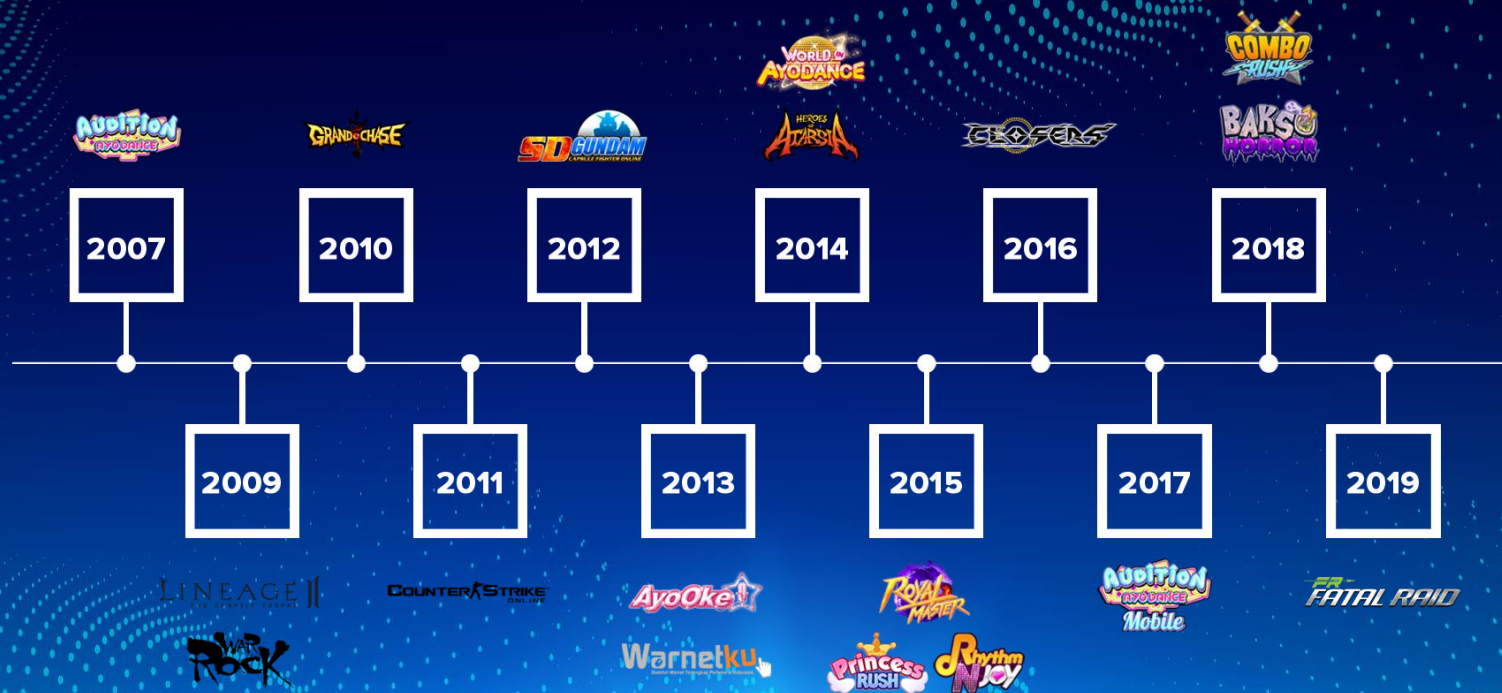 WORLD IN
AYODANCE
COMBO
RUSH
AUDITION
AYODANCE
GRAND CHASE
SD GUNDAM
CAPSULE FIGHTER ONLINE
HEROES OF
ATARSIA
CLOSERS
BAKSO
HORROR
2007
2010
2012
2014
2016
2018
2009
2011
2013
2015
2017
2019
LINEAGE II
WAR
ROCK
COUNTER STRIKE
ONLINE
AyoOke
Warnetku
ROYAL
MASTER
PRINCESS
RUSH
Rhythm
N JOY
AUDITION
AYODANCE
Mobile
FR
FATAL RAID